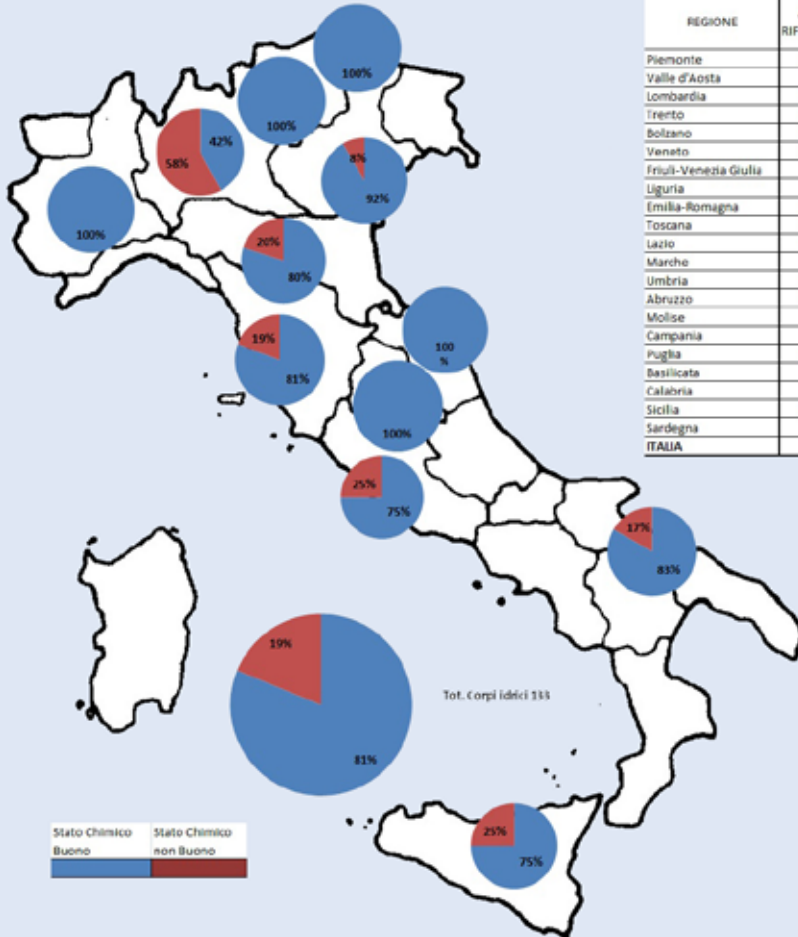 REGIONE
RIF
Piemonte
Valle d'Aosta
Lombardia
Trento
Bolzano
Veneto
Friuli-Venezia Giulia
Liguria
Emilia-Romagna
Toscana
Lazio
Marche
Umbria
Abruzzo
Molise
Campania
Puglia
Basilicata
Calabria
Sicilia
Sardegna
ITALIA
100%
100%
42%
58%
8%
92%
100%
20%
80%
100
%
19%
81%
100%
25%
75%
17%
83%
19%
Tot. Corpi idrici 133
81%
25%
75%
Stato Chimico
Buono
Stato Chimico
non Buono